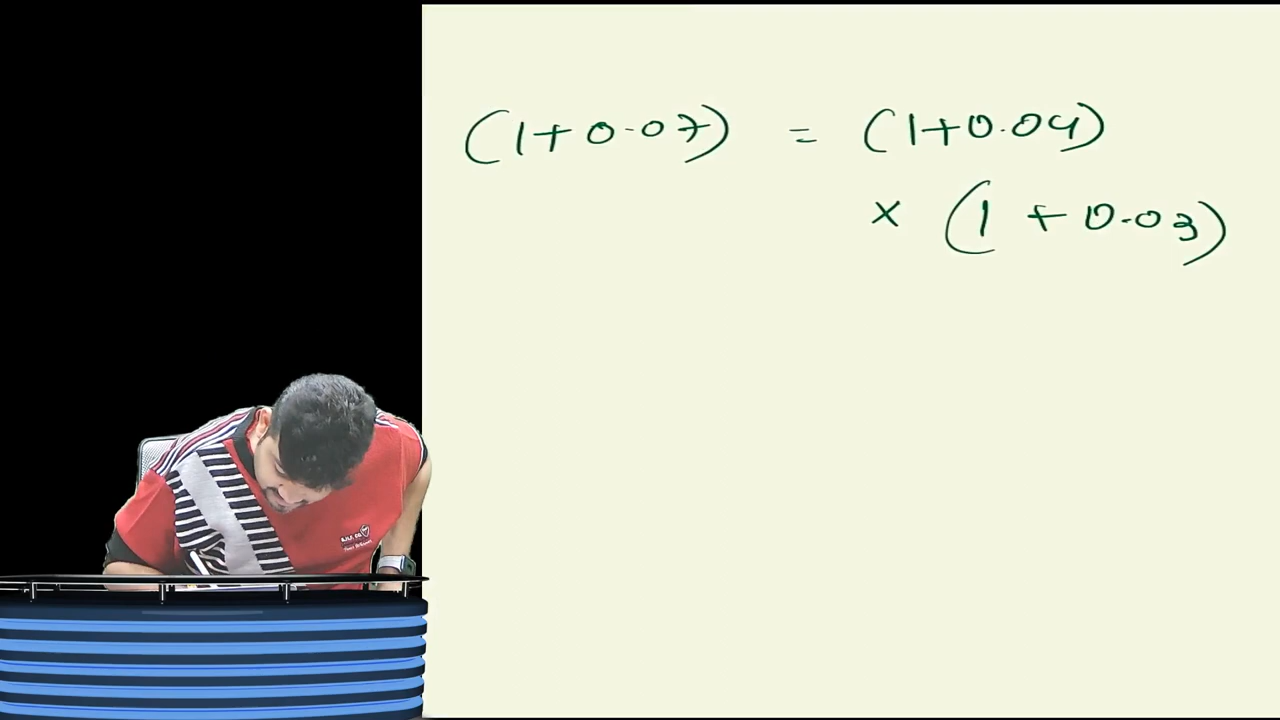 (1+0.07) = (1+0.04)
× (1 + 0.03)